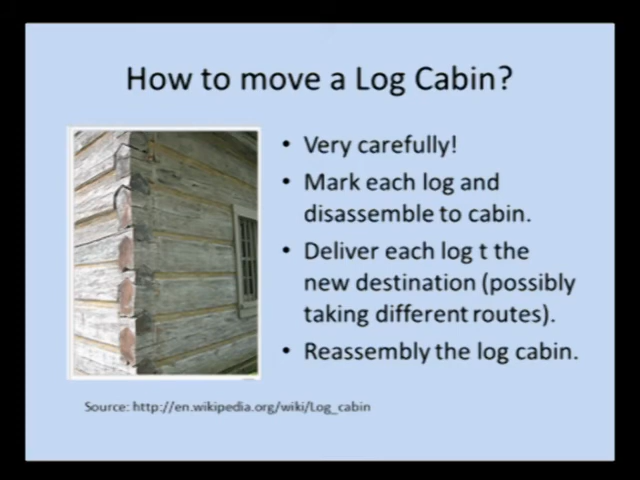 How to move a Log Cabin?
• Very carefully!
• Mark each log and
disassemble to cabin.
• Deliver each log t the
new destination (possibly
taking different routes).
• Reassembly the log cabin.
Source: http://en.wikipedia.org/wiki/Log_cabin